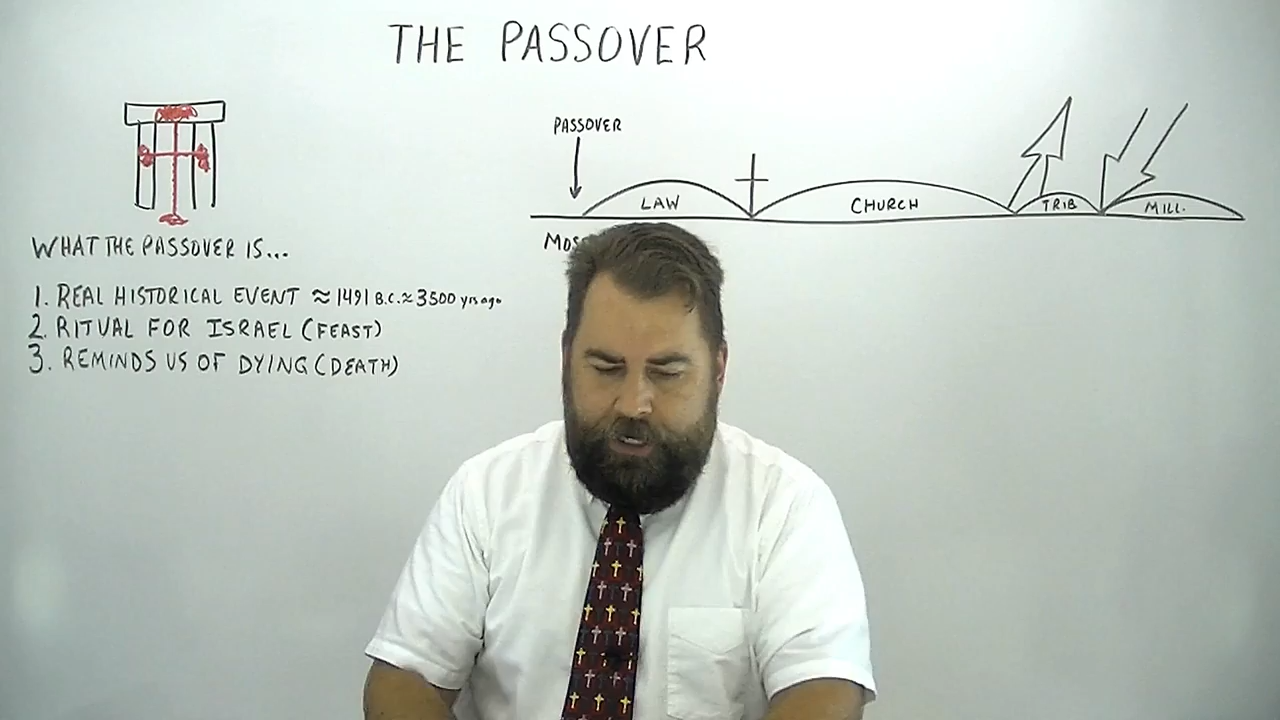 THE PASSOVER
PASSOVER
LAW
CHURCH
TRIB
MILL.
WHAT THE PASSOVER IS...
1. REAL HISTORICAL EVENT ≈ 1491 B.C. ≈ 3500 yrs ago
2. RITUAL FOR ISRAEL (FEAST)
3. REMINDS US OF DYING (DEATH)